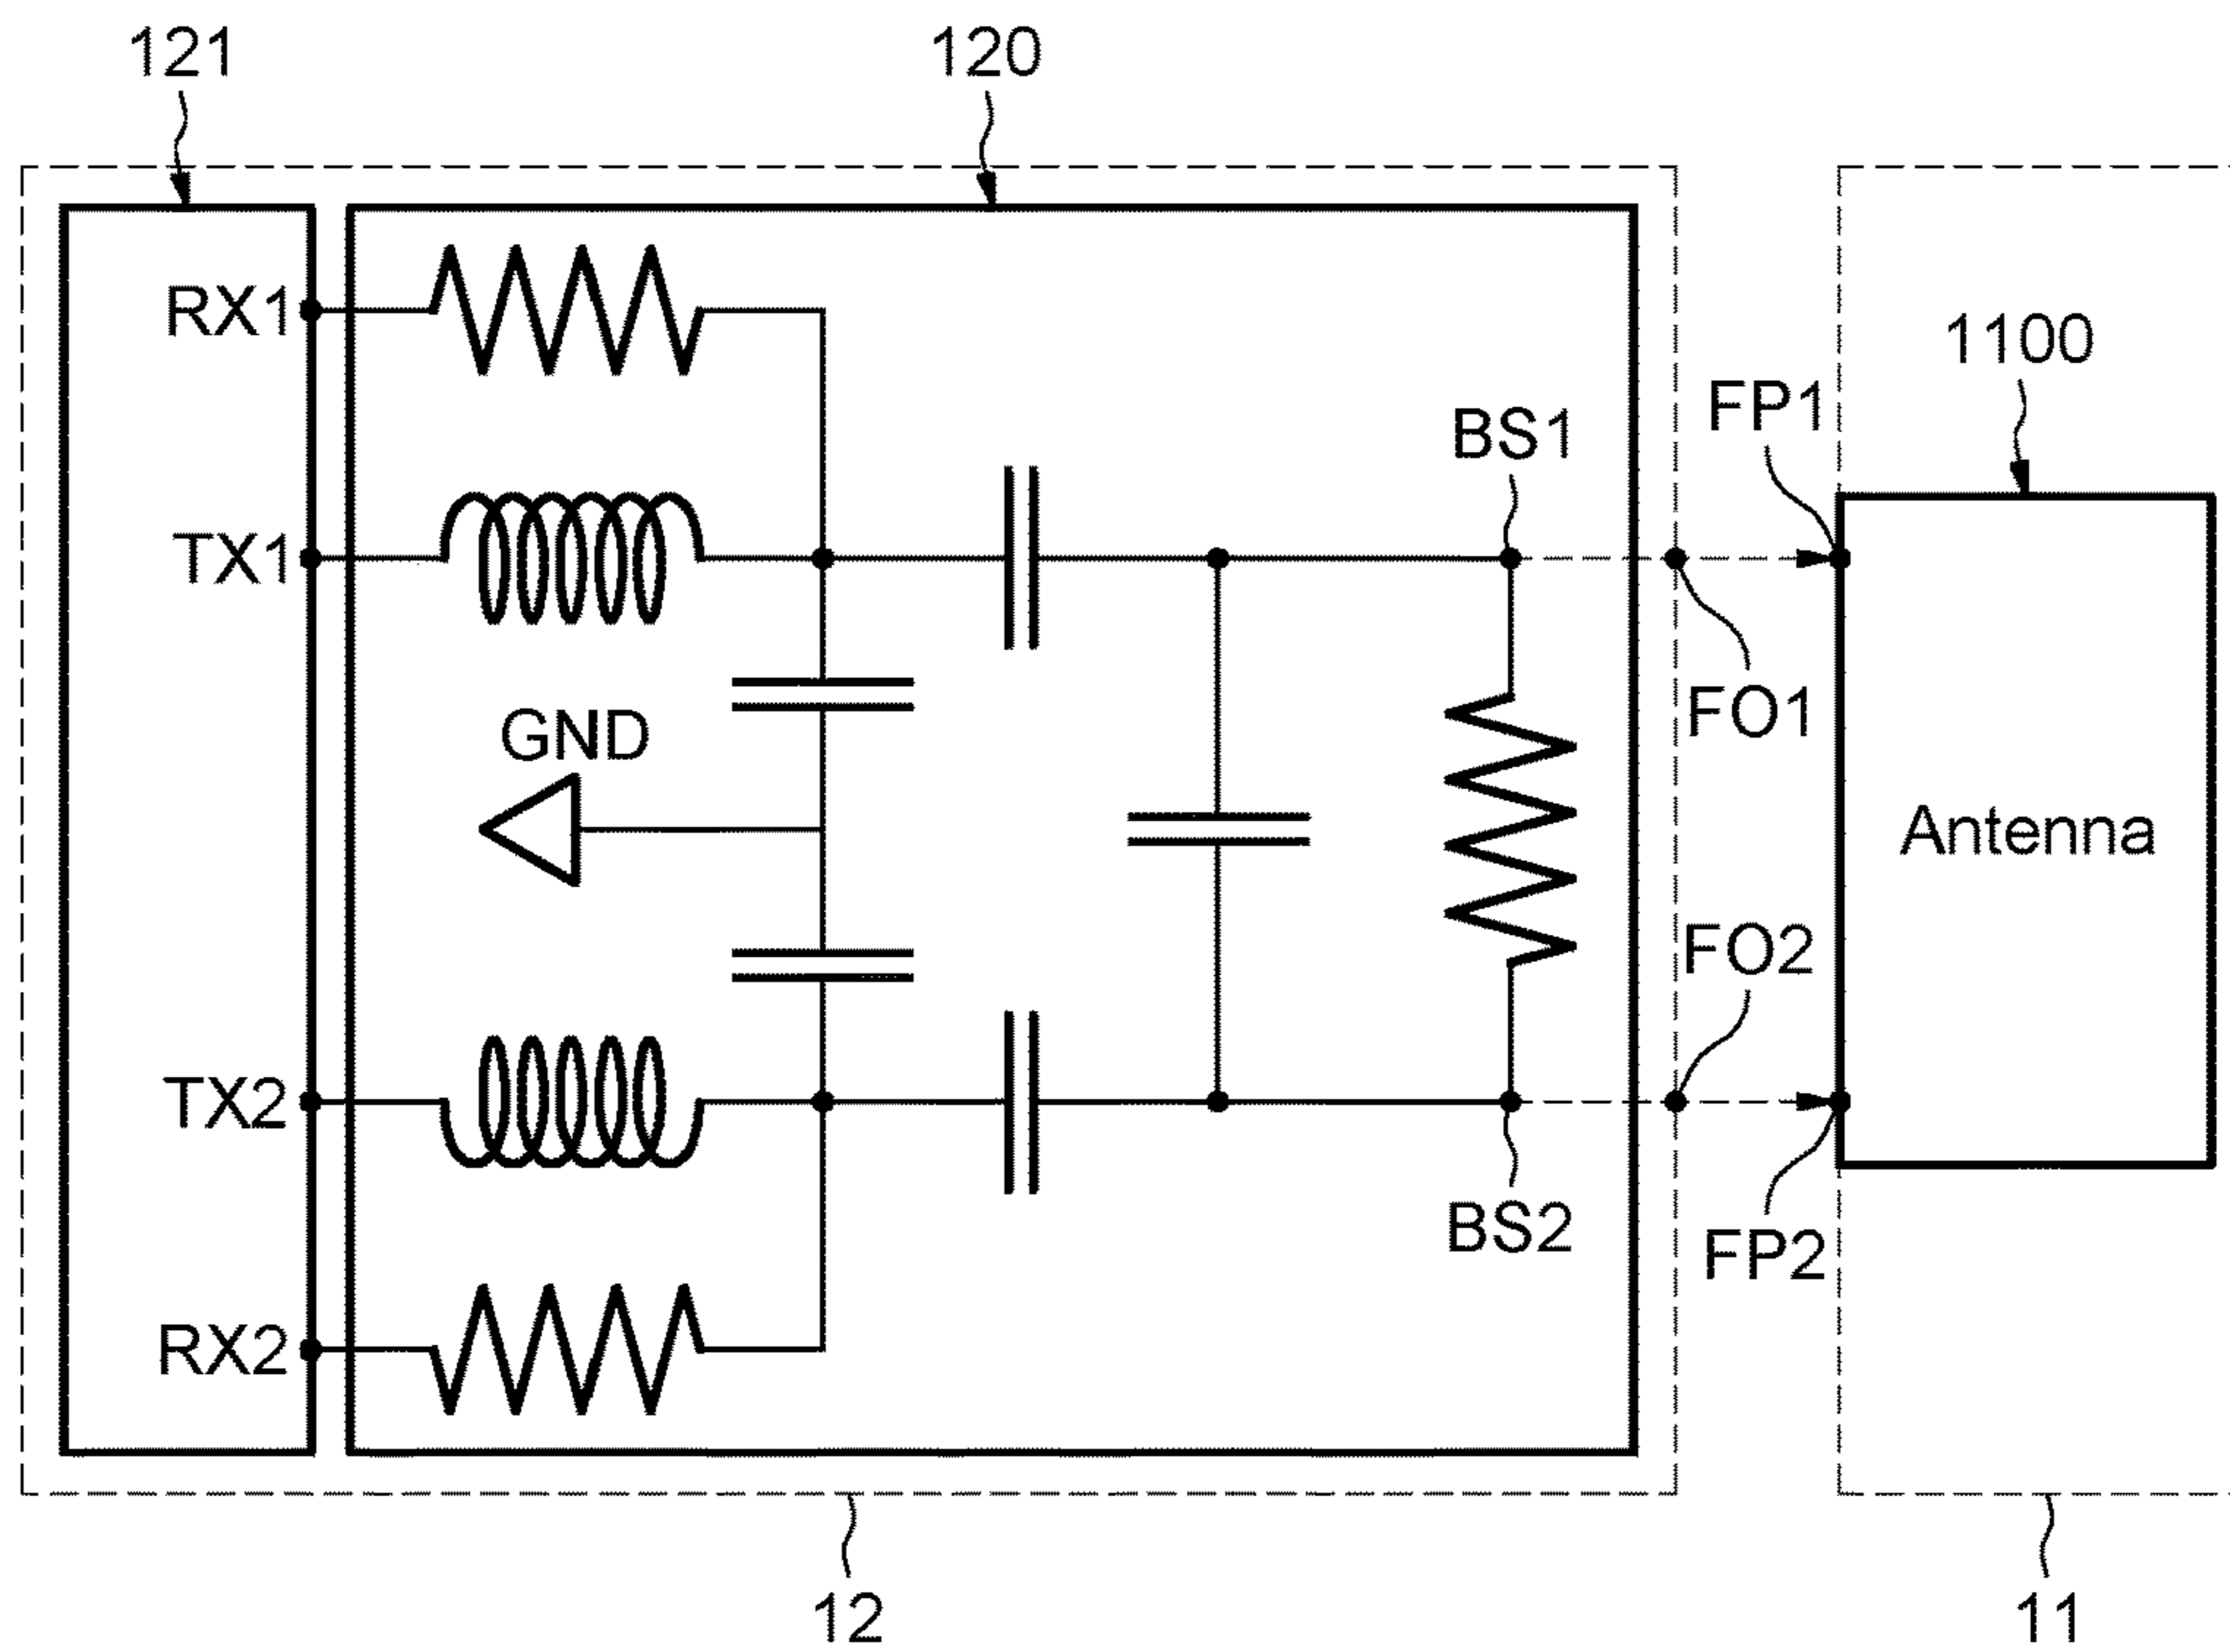 121
120
RX1
1100
FP1
BS1
TX1
FO1
GND
Antenna
FO2
TX2
BS2
FP2
RX2
12
11